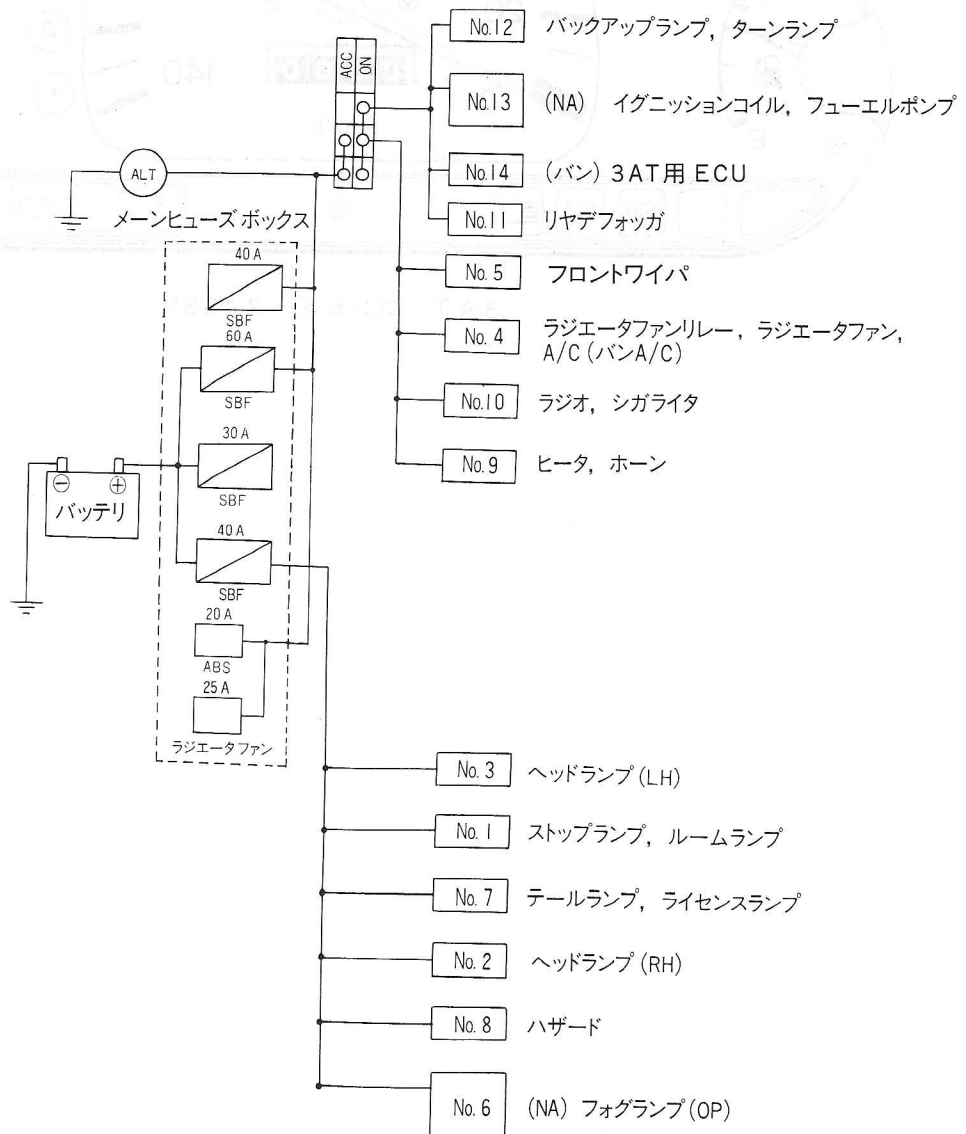 No.12 バックアップランプ, ターンランプ
ACC
ON
No.13 (NA) イグニッションコイル, フューエルポンプ
ALT
No.14 (バン) 3AT用 ECU
メーンヒューズ ボックス
No.11 リヤデフォッガ
40 A
SBF
No. 5 フロントワイパ
60 A
SBF
No. 4 ラジエータファンリレー, ラジエータファン,
A/C (バンA/C)
No.10 ラジオ, シガライタ
30 A
SBF
No. 9 ヒータ, ホーン
⊖ ⊕
バッテリ
40 A
SBF
20 A
ABS
25 A
ラジエータファン
No. 3 ヘッドランプ (LH)
No. 1 ストップランプ, ルームランプ
No. 7 テールランプ, ライセンスランプ
No. 2 ヘッドランプ (RH)
No. 8 ハザード
No. 6 (NA) フォグランプ (OP)
140